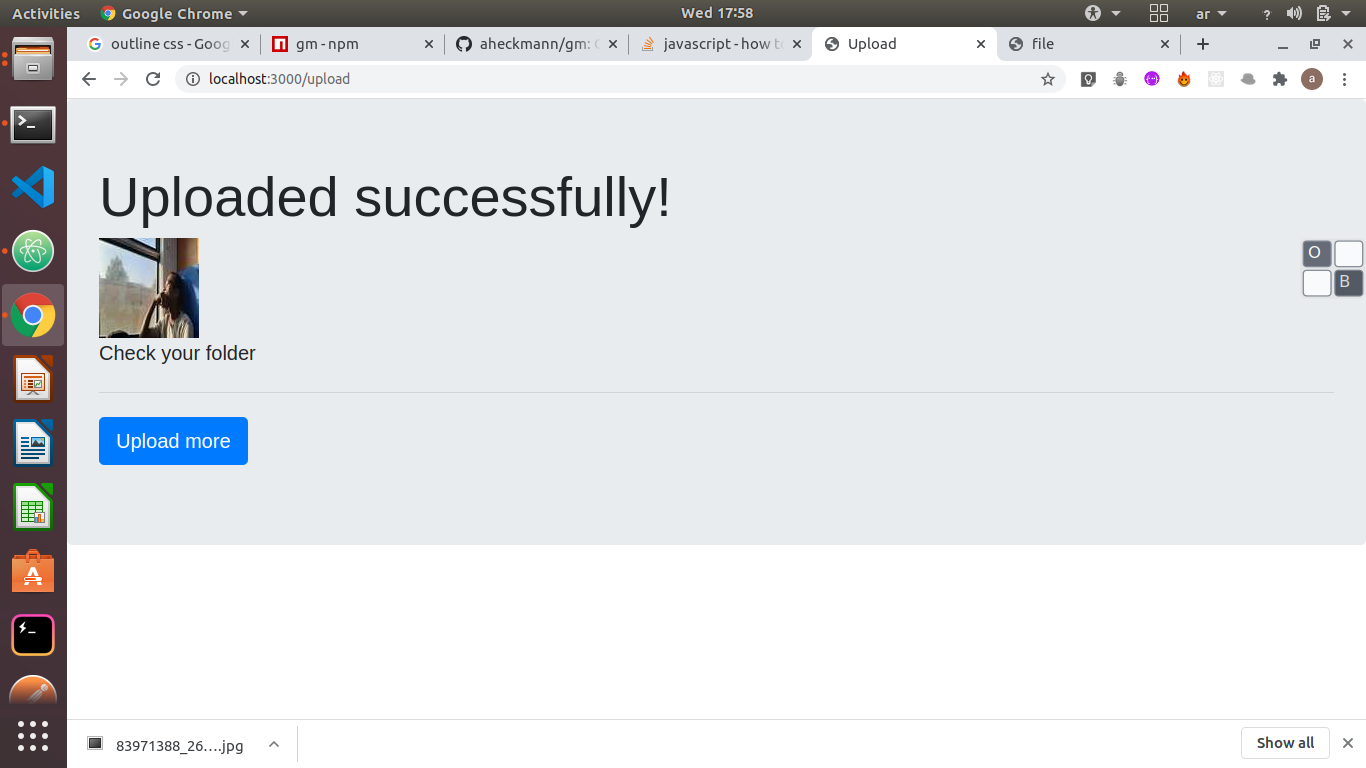 Activities Google Chrome Wed 17:58 ar ?
outline css - Goog gm - npm aheckmann/gm: G javascript - how to Upload file
localhost:3000/upload a
Uploaded successfully!
O
B
Check your folder
Upload more
83971388_26….jpg Show all